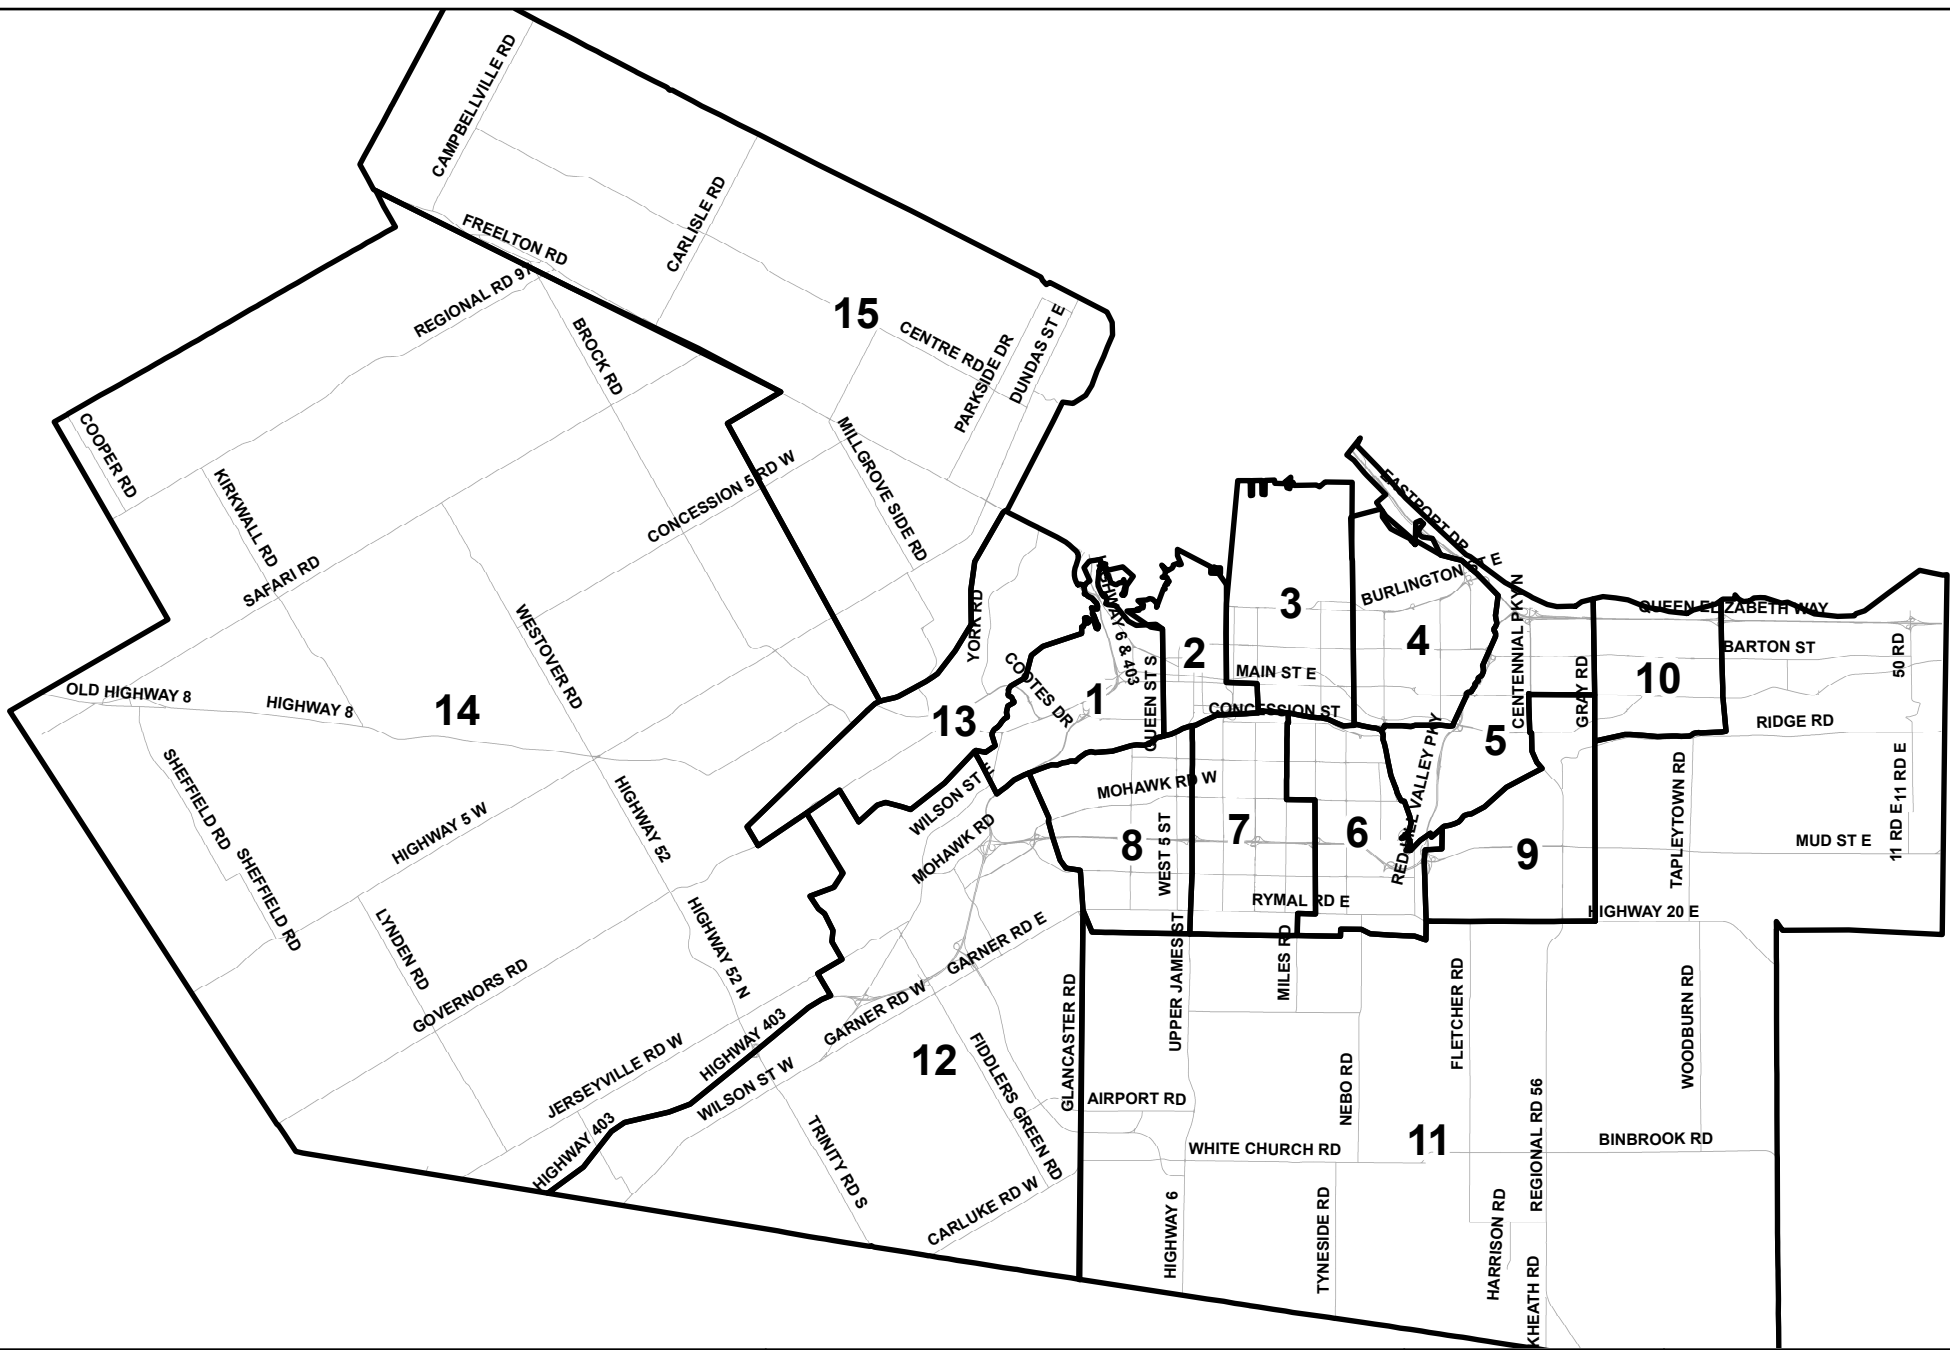 CAMPBELLVILLE RD
FREELTON RD
CARLISLE RD
REGIONAL RD 97
15
CENTRE RD
PARKSIDE DR
DUNDAS ST E
BROCK RD
COOPER RD
KIRKWALL RD
MILLGROVE SIDE RD
CONCESSION 5 RD W
SAFARI RD
EASTPORT DR
BURLINGTON ST E
HIGHWAY 6 & 403
YORK RD
WESTOVER RD
3
4
CENTENNIAL PKY N
QUEEN ELIZABETH WAY
BARTON ST
50 RD
2
MAIN ST E
QUEEN ST S
COOTES DR
1
CONCESSION ST
GRAY RD
10
RIDGE RD
OLD HIGHWAY 8
HIGHWAY 8
14
13
5
SHEFFIELD RD
SHEFFIELD RD
HIGHWAY 52
HIGHWAY 5 W
WILSON ST E
MOHAWK RD
MOHAWK RD W
RED HILL VALLEY PKY
TAPLEYTOWN RD
11 RD E
11 RD E
MUD ST E
8
WEST 5 ST
7
6
9
RYMAL RD E
HIGHWAY 20 E
LYNDEN RD
HIGHWAY 52 N
GOVERNORS RD
GARNER RD E
GARNER RD W
UPPER JAMES ST
MILES RD
FLETCHER RD
WOODBURN RD
GLANCASTER RD
JERSEYVILLE RD W
HIGHWAY 403
HIGHWAY 403
WILSON ST W
12
FIDDLERS GREEN RD
AIRPORT RD
NEBO RD
11
REGIONAL RD 56
BINBROOK RD
WHITE CHURCH RD
TRINITY RD S
CARLUKE RD W
HIGHWAY 6
TYNESIDE RD
HARRISON RD
KHEATH RD